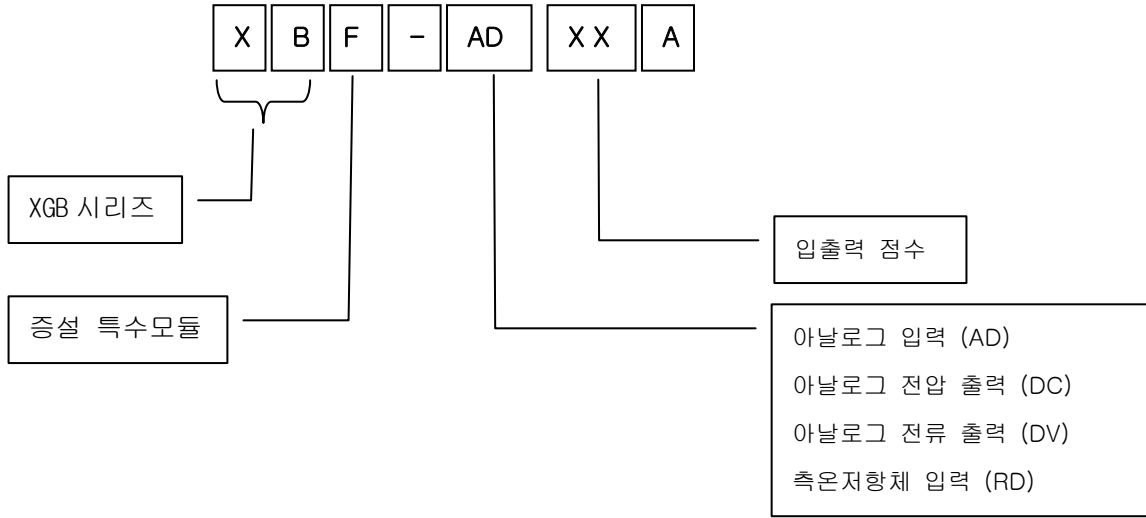 X B F - AD XX A
XGB 시리즈
입출력 점수
증설 특수모듈
아날로그 입력 (AD)
아날로그 전압 출력 (DC)
아날로그 전류 출력 (DV)
측온저항체 입력 (RD)